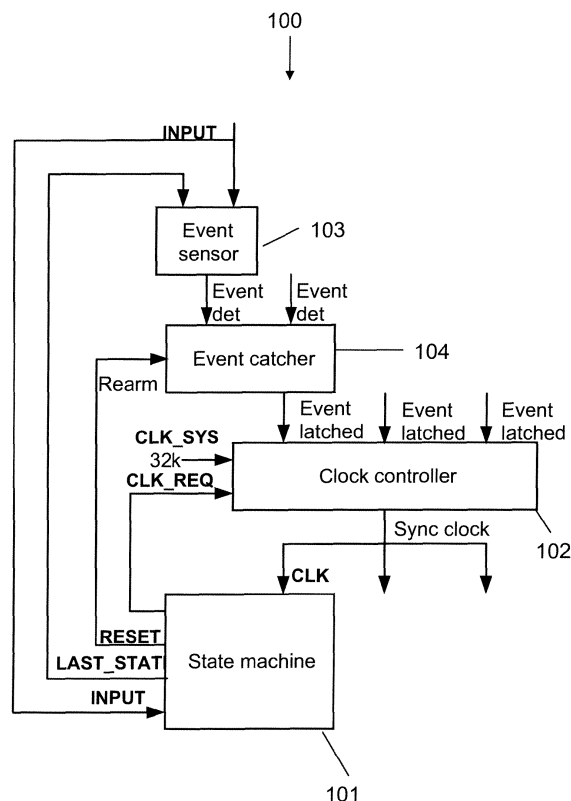 100
INPUT
Event
sensor
103
Event
det
Event
det
Event catcher
104
Rearm
Event
latched
Event
latched
Event
latched
CLK_SYS
32k
CLK_REQ
Clock controller
102
Sync clock
CLK
RESET
State machine
LAST_STATE
INPUT
101